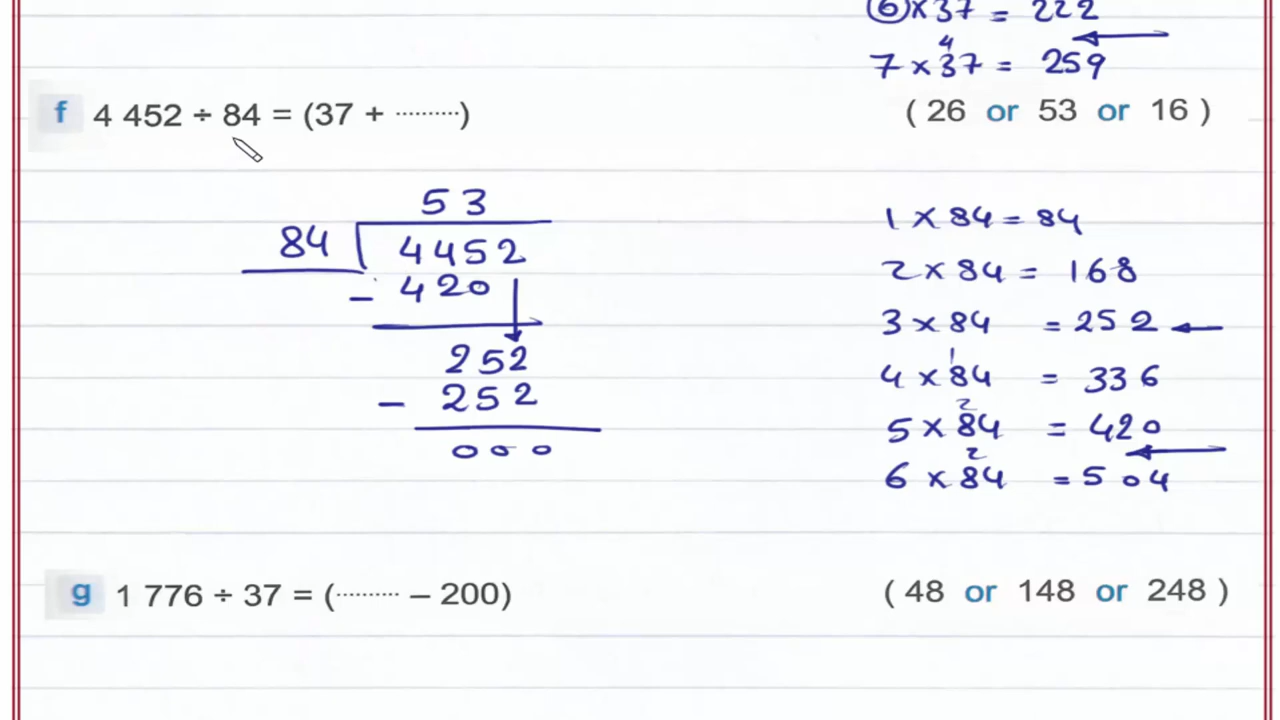 6 × 37 = 222
4
7 × 37 = 259
f 4 452 ÷ 84 = (37 + ··········) ( 26 or 53 or 16 )
53
84 4452
- 420
252
- 252
000
1 × 84 = 84
2 × 84 = 168
3 × 84 = 252
1
4 × 84 = 336
2
5 × 84 = 420
2
6 × 84 = 504
g 1 776 ÷ 37 = (·········· – 200) ( 48 or 148 or 248 )